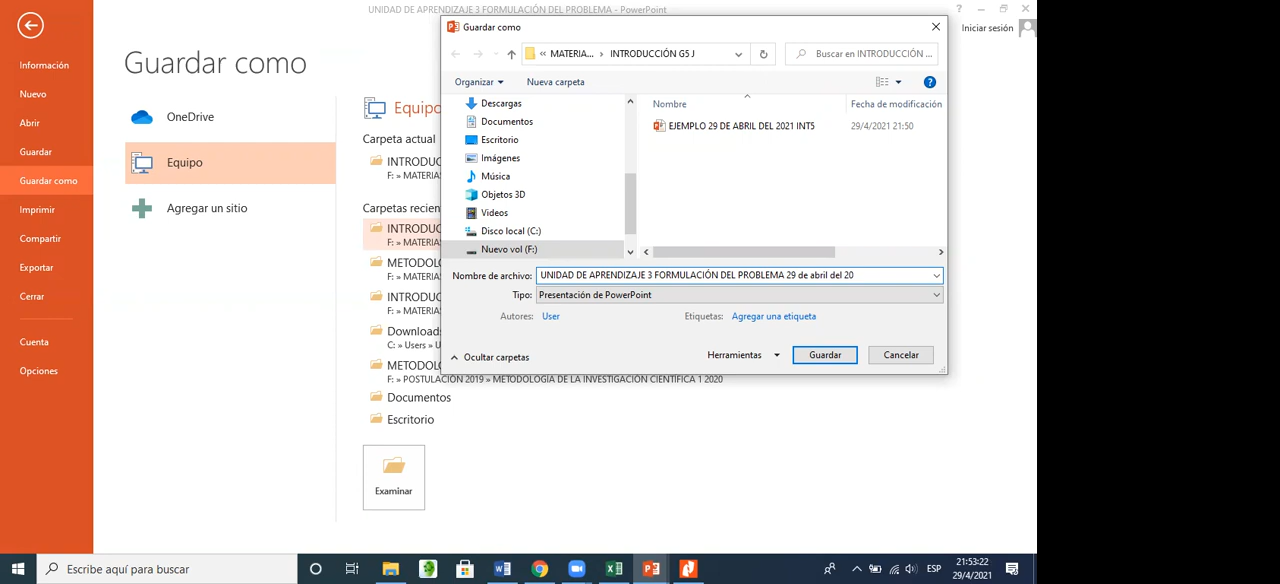 UNIDAD DE APRENDIZAJE 3 FORMULACIÓN DEL PROBLEMA - PowerPoint
?
Iniciar sesión
Información
Nuevo
Abrir
Guardar
Guardar como
Imprimir
Compartir
Exportar
Cerrar
Cuenta
Opciones
Guardar como
OneDrive
Equipo
Agregar un sitio
Equipo
Carpeta actual
INTRODUC
F: » MATERIA
Carpetas recien
INTRODUC
F: » MATERIA
METODOL
F: » MATERIA
INTRODUC
F: » MATERIA
Downloads
C: » Users » U
METODOL
F: » POSTULACIÓN 2019 » METODOLOGÍA DE LA INVESTIGACIÓN CIENTÍFICA 1 2020
Documentos
Escritorio
Examinar
Guardar como
« MATERIA... › INTRODUCCIÓN G5 J
Buscar en INTRODUCCIÓN ...
Organizar
Nueva carpeta
?
Descargas
Documentos
Escritorio
Imágenes
Música
Objetos 3D
Videos
Disco local (C:)
Nuevo vol (F:)
Nombre
Fecha de modificación
EJEMPLO 29 DE ABRIL DEL 2021 INT5
29/4/2021 21:50
Nombre de archivo: UNIDAD DE APRENDIZAJE 3 FORMULACIÓN DEL PROBLEMA 29 de abril del 20
Tipo: Presentación de PowerPoint
Autores: User
Etiquetas: Agregar una etiqueta
Ocultar carpetas
Herramientas
Guardar
Cancelar
Escribe aquí para buscar
ESP
21:53:22
29/4/2021